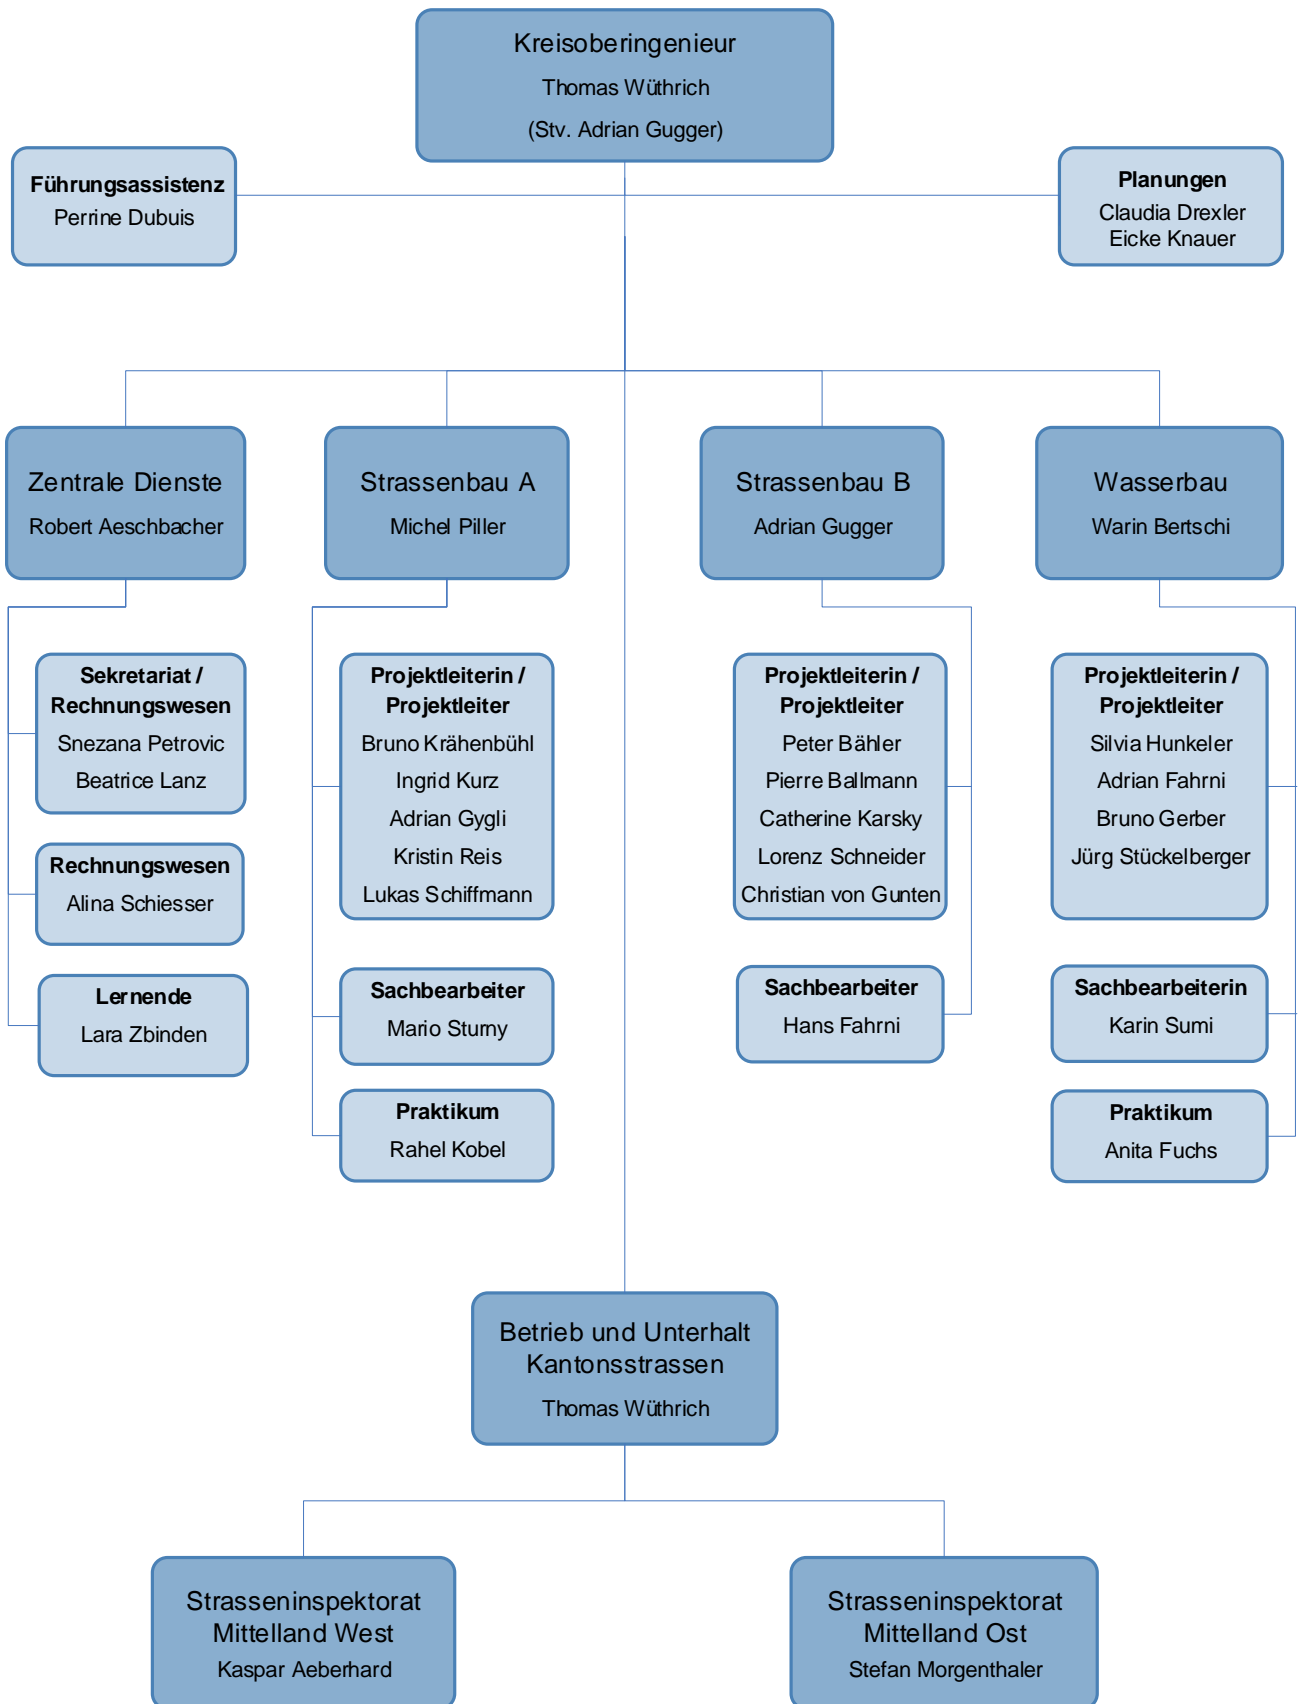 Kreisoberingenieur
Thomas Wüthrich
(Stv. Adrian Gugger)
Führungsassistenz
Perrine Dubuis
Planungen
Claudia Drexler
Eicke Knauer
Zentrale Dienste
Robert Aeschbacher
Strassenbau A
Michel Piller
Strassenbau B
Adrian Gugger
Wasserbau
Warin Bertschi
Sekretariat /
Rechnungswesen
Snezana Petrovic
Beatrice Lanz
Rechnungswesen
Alina Schiesser
Lernende
Lara Zbinden
Projektleiterin /
Projektleiter
Bruno Krähenbühl
Ingrid Kurz
Adrian Gygli
Kristin Reis
Lukas Schiffmann
Sachbearbeiter
Mario Sturny
Praktikum
Rahel Kobel
Projektleiterin /
Projektleiter
Peter Bähler
Pierre Ballmann
Catherine Karsky
Lorenz Schneider
Christian von Gunten
Sachbearbeiter
Hans Fahrni
Projektleiterin /
Projektleiter
Silvia Hunkeler
Adrian Fahrni
Bruno Gerber
Jürg Stückelberger
Sachbearbeiterin
Karin Sumi
Praktikum
Anita Fuchs
Betrieb und Unterhalt
Kantonsstrassen
Thomas Wüthrich
Strasseninspektorat
Mittelland West
Kaspar Aeberhard
Strasseninspektorat
Mittelland Ost
Stefan Morgenthaler